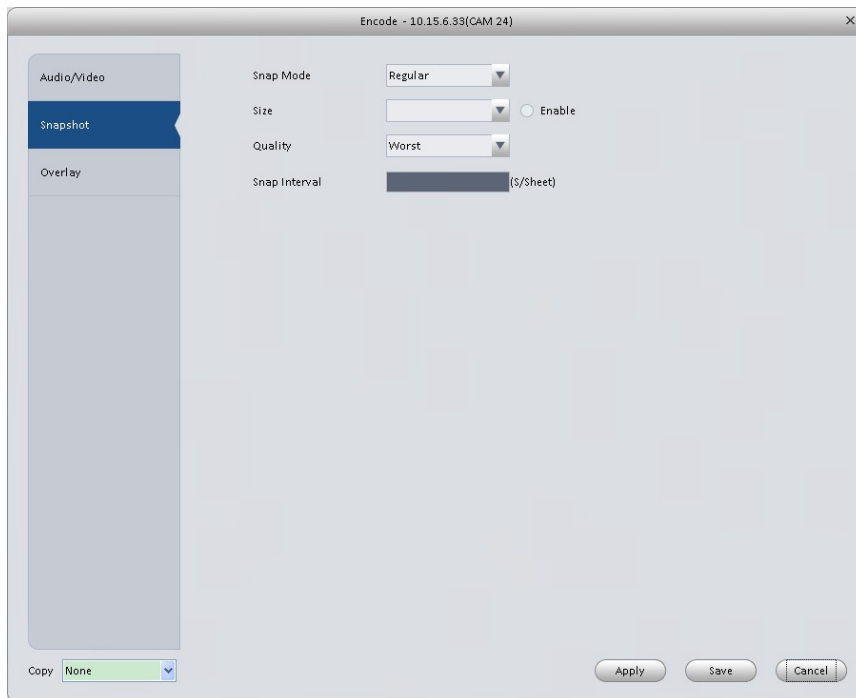 Encode - 10.15.6.33(CAM 24)
Audio/Video
Snapshot
Overlay
Snap Mode Regular
Size Enable
Quality Worst
Snap Interval (S/Sheet)
Copy None Apply Save Cancel